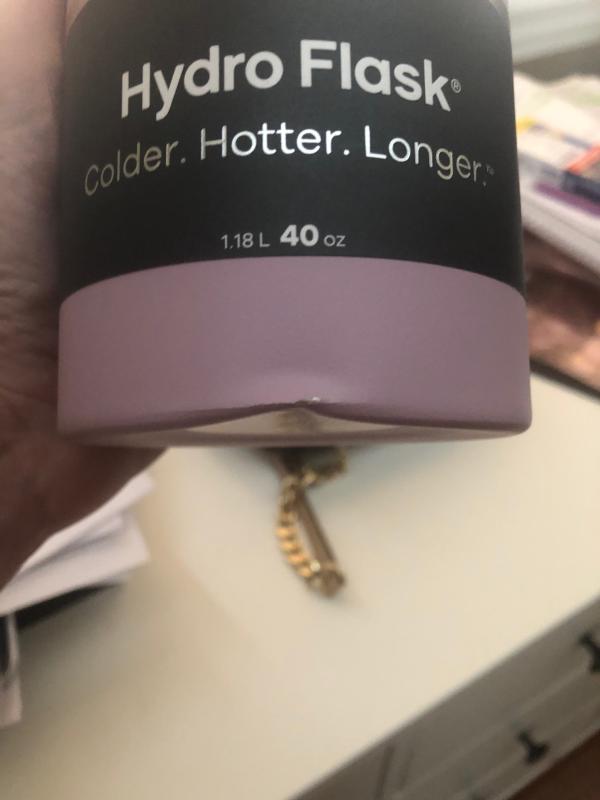 Hydro Flask®
Colder. Hotter. Longer.™
1.18 L 40 oz